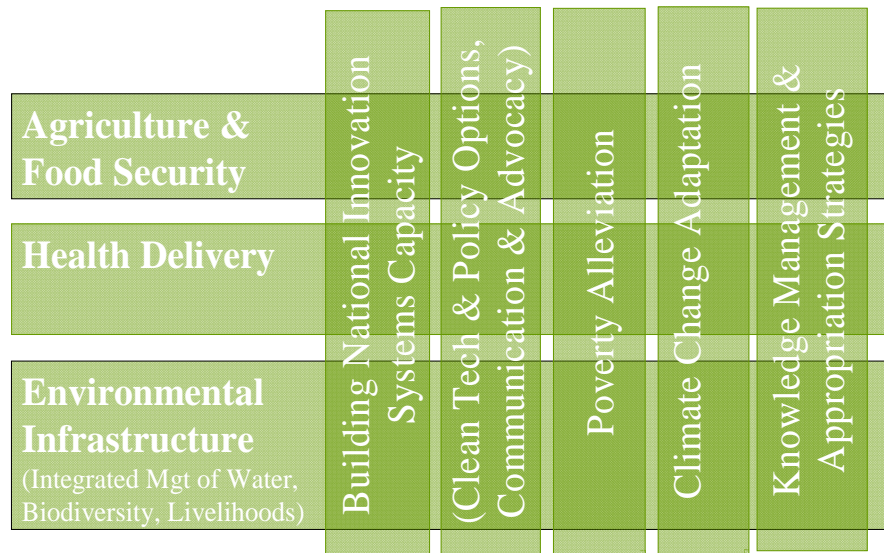 Agriculture &
Food Security
Health Delivery
Environmental
Infrastructure
(Integrated Mgt of Water,
Biodiversity, Livelihoods)
Building National Innovation
Systems Capacity
(Clean Tech & Policy Options,
Communication & Advocacy)
Poverty Alleviation
Climate Change Adaptation
Knowledge Management &
Appropriation Strategies